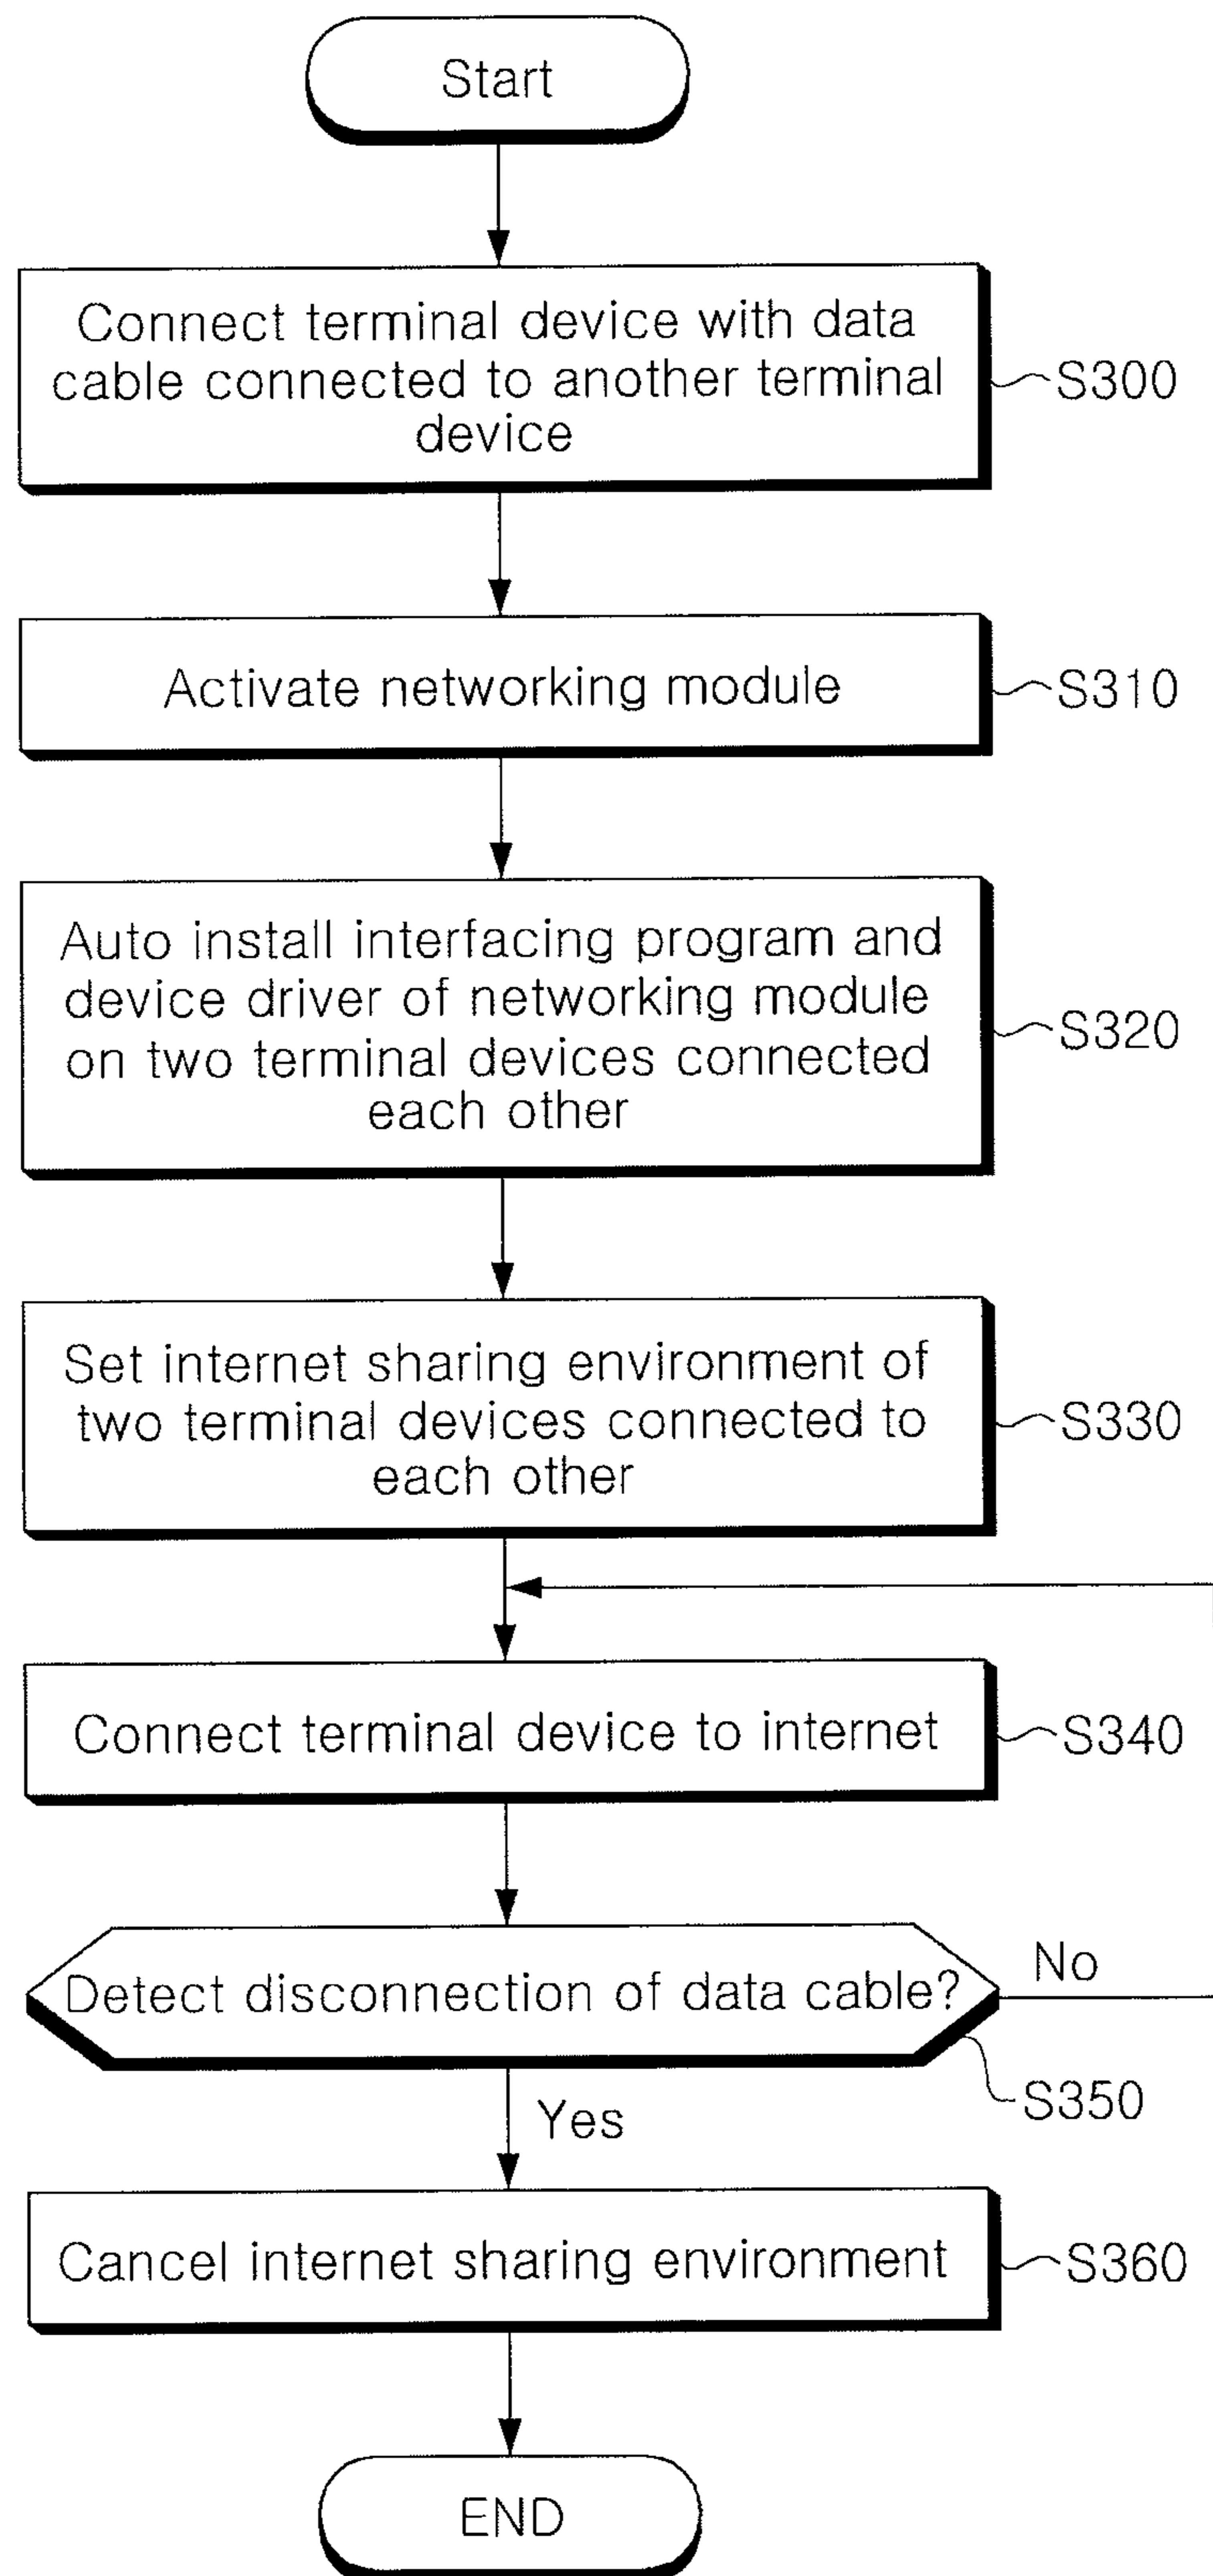 Start
Connect terminal device with data
cable connected to another terminal
device
S300
Activate networking module
S310
Auto install interfacing program and
device driver of networking module
on two terminal devices connected
each other
S320
Set internet sharing environment of
two terminal devices connected to
each other
S330
Connect terminal device to internet
S340
Detect disconnection of data cable?
No
S350
Yes
Cancel internet sharing environment
S360
END